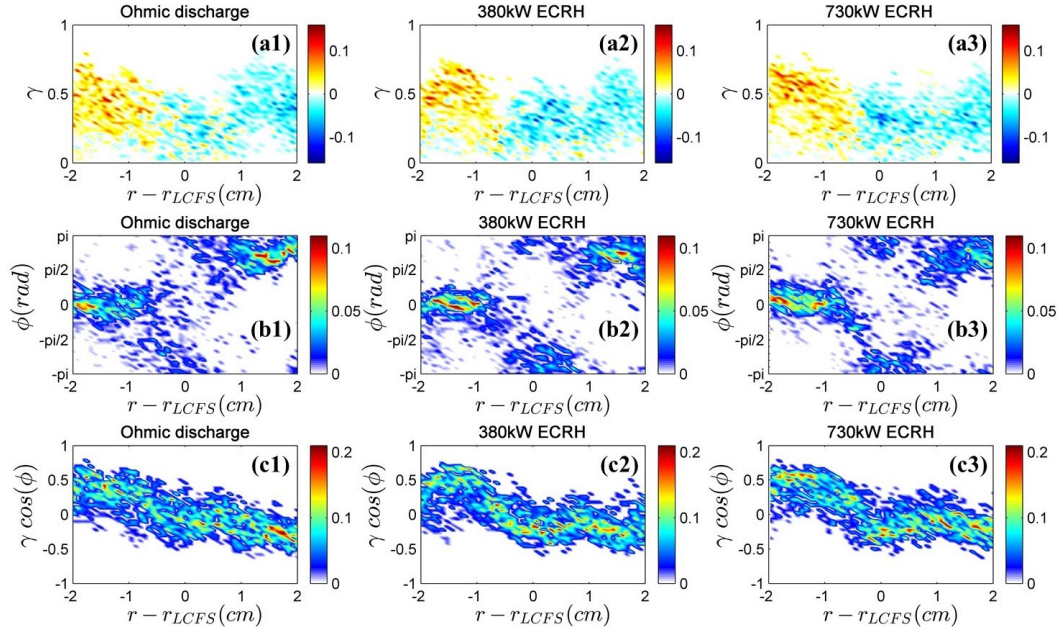 Ohmic discharge 380kW ECRH 730kW ECRH
(a1) (a2) (a3)
γ γ γ
1 1 1
0.5 0.5 0.5
0 0 0
0.1 0.1 0.1
0 0 0
-0.1 -0.1 -0.1
-2 -1 0 1 2 -2 -1 0 1 2 -2 -1 0 1 2
r − r_LCFS(cm) r − r_LCFS(cm) r − r_LCFS(cm)
Ohmic discharge 380kW ECRH 730kW ECRH
(b1) (b2) (b3)
ϕ(rad) ϕ(rad) ϕ(rad)
pi pi pi
pi/2 pi/2 pi/2
0 0 0
-pi/2 -pi/2 -pi/2
-pi -pi -pi
0.1 0.1 0.1
0.05 0.05 0.05
0 0 0
-2 -1 0 1 2 -2 -1 0 1 2 -2 -1 0 1 2
r − r_LCFS(cm) r − r_LCFS(cm) r − r_LCFS(cm)
Ohmic discharge 380kW ECRH 730kW ECRH
(c1) (c2) (c3)
γ cos(ϕ) γ cos(ϕ) γ cos(ϕ)
1 1 1
0.5 0.5 0.5
0 0 0
-0.5 -0.5 -0.5
-1 -1 -1
0.2 0.2 0.2
0.1 0.1 0.1
0 0 0
-2 -1 0 1 2 -2 -1 0 1 2 -2 -1 0 1 2
r − r_LCFS(cm) r − r_LCFS(cm) r − r_LCFS(cm)